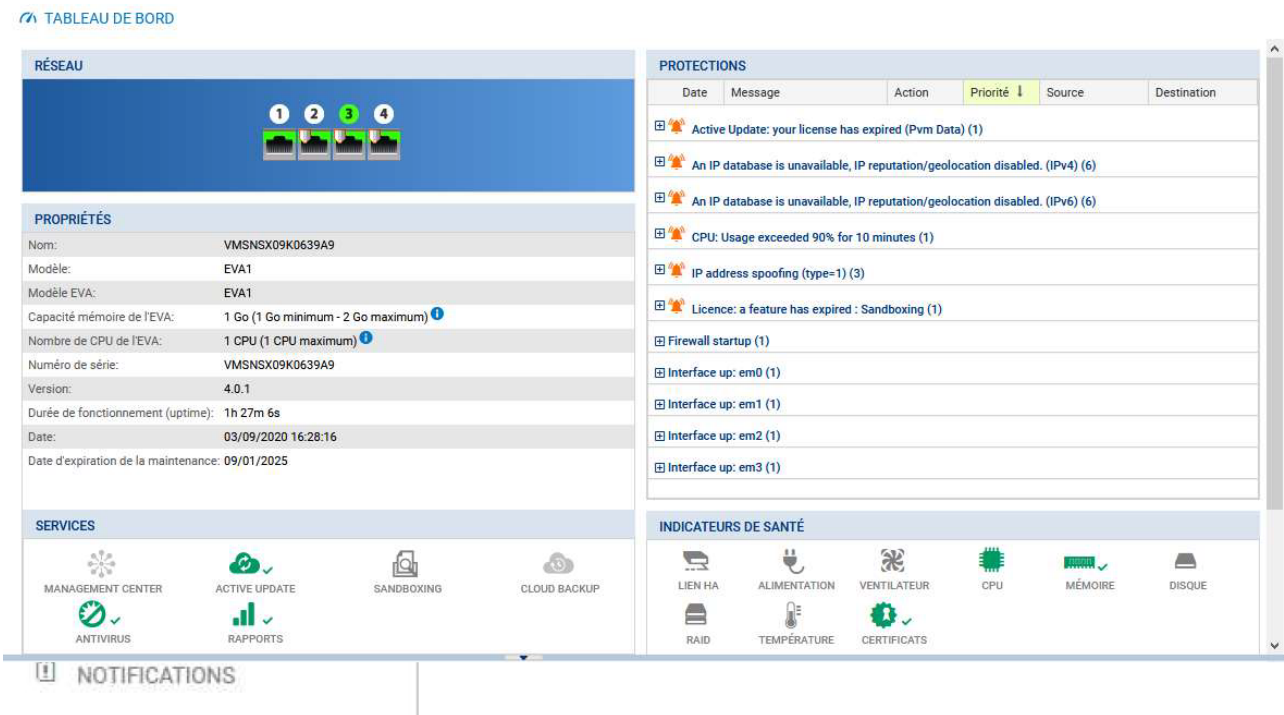 TABLEAU DE BORD
RÉSEAU
1 2 3 4
PROPRIÉTÉS
Nom: VMSNSX09K0639A9
Modèle: EVA1
Modèle EVA: EVA1
Capacité mémoire de l'EVA: 1 Go (1 Go minimum - 2 Go maximum)
Nombre de CPU de l'EVA: 1 CPU (1 CPU maximum)
Numéro de série: VMSNSX09K0639A9
Version: 4.0.1
Durée de fonctionnement (uptime): 1h 27m 6s
Date: 03/09/2020 16:28:16
Date d'expiration de la maintenance: 09/01/2025
SERVICES
MANAGEMENT CENTER ACTIVE UPDATE SANDBOXING CLOUD BACKUP
ANTIVIRUS RAPPORTS
PROTECTIONS
Date Message Action Priorité Source Destination
Active Update: your license has expired (Pvm Data) (1)
An IP database is unavailable, IP reputation/geolocation disabled. (IPv4) (6)
An IP database is unavailable, IP reputation/geolocation disabled. (IPv6) (6)
CPU: Usage exceeded 90% for 10 minutes (1)
IP address spoofing (type=1) (3)
Licence: a feature has expired : Sandboxing (1)
Firewall startup (1)
Interface up: em0 (1)
Interface up: em1 (1)
Interface up: em2 (1)
Interface up: em3 (1)
INDICATEURS DE SANTÉ
LIEN HA ALIMENTATION VENTILATEUR CPU MÉMOIRE DISQUE
RAID TEMPÉRATURE CERTIFICATS
NOTIFICATIONS